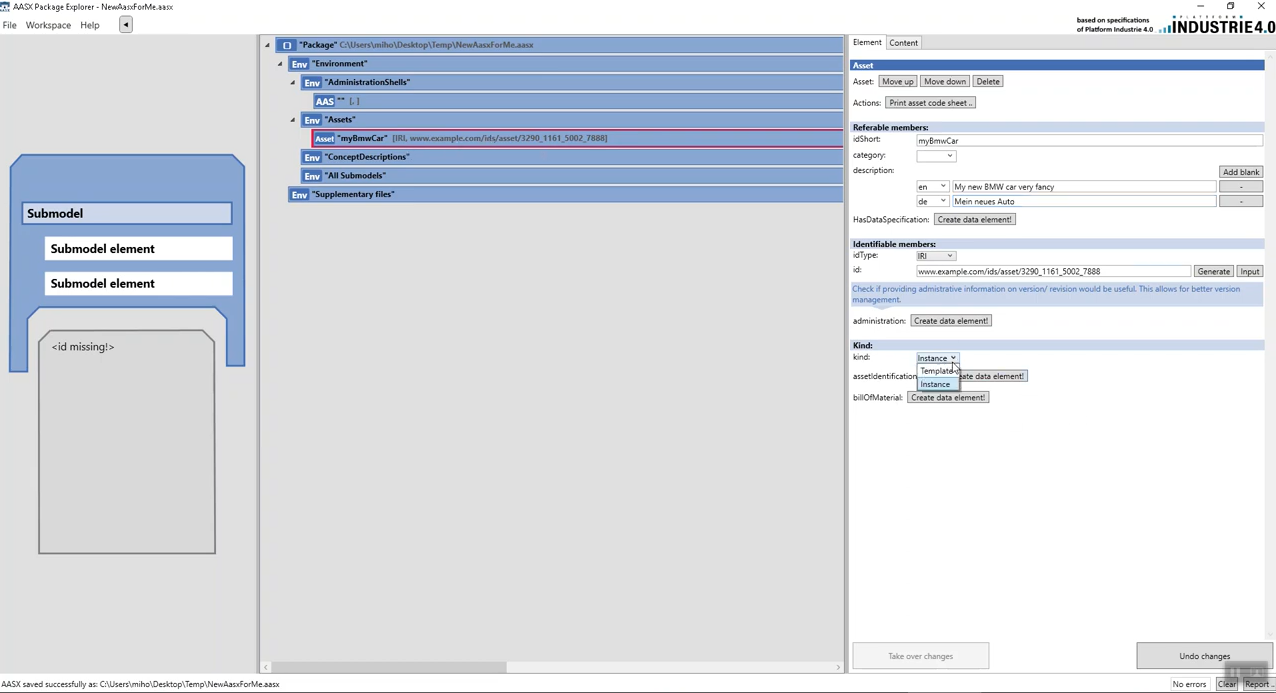 AASX Package Explorer - NewAasxForMe.aasx
File Workspace Help
based on specifications
of Platform Industrie 4.0
PLATTFORM
INDUSTRIE4.0
Submodel
Submodel element
Submodel element
<id missing!>
"Package" C:\Users\miho\Desktop\Temp\NewAasxForMe.aasx
Env "Environment"
Env "AdministrationShells"
AAS "" [, ]
Env "Assets"
Asset "myBmwCar" [IRI, www.example.com/ids/asset/3290_1161_5002_7888]
Env "ConceptDescriptions"
Env "All Submodels"
Env "Supplementary files"
Element Content
Asset
Asset: Move up Move down Delete
Actions: Print asset code sheet ..
Referable members:
idShort: myBmwCar
category:
description: Add blank
en My new BMW car very fancy -
de Mein neues Auto -
HasDataSpecification: Create data element!
Identifiable members:
idType: IRI
id: www.example.com/ids/asset/3290_1161_5002_7888 Generate Input
Check if providing admistrative information on version/ revision would be useful. This allows for better version
management.
administration: Create data element!
Kind:
kind: Instance
Template
assetIdentification data element!
Instance
billOfMaterial: Create data element!
Take over changes Undo changes
AASX saved successfully as: C:\Users\miho\Desktop\Temp\NewAasxForMe.aasx No errors Clear Report ..